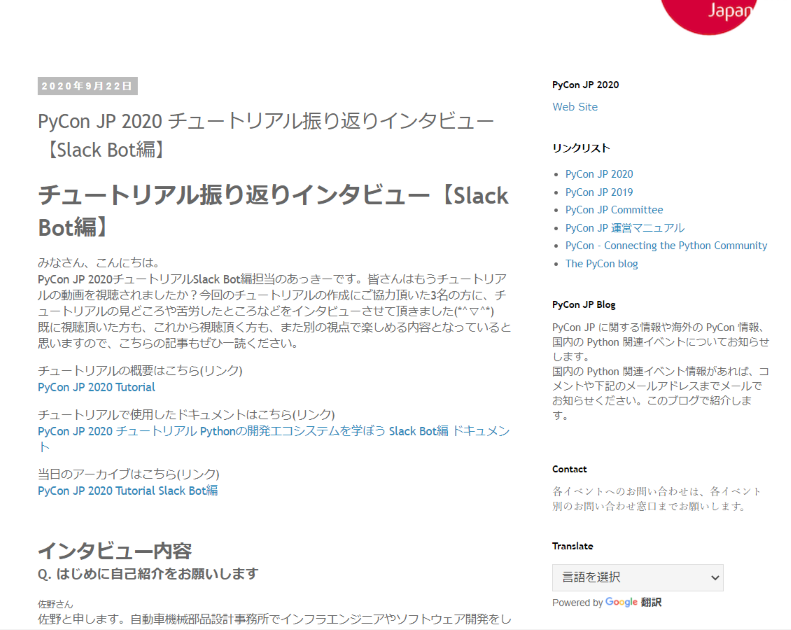 Japan
2020年9月22日
PyCon JP 2020 チュートリアル振り返りインタビュー
【Slack Bot編】
チュートリアル振り返りインタビュー【Slack
Bot編】
みなさん、こんにちは。
PyCon JP 2020チュートリアルSlack Bot編担当のあっきーです。皆さんはもうチュートリア
ルの動画を視聴されましたか？今回のチュートリアルの作成にご協力頂いた3名の方に、チ
ュートリアルの見どころや苦労したところなどをインタビューさせて頂きました(*^▽^*)
既に視聴頂いた方も、これから視聴頂く方も、また別の視点で楽しめる内容となっていると
思いますので、こちらの記事もぜひ一読ください。
チュートリアルの概要はこちら(リンク)
PyCon JP 2020 Tutorial
チュートリアルで使用したドキュメントはこちら(リンク)
PyCon JP 2020 チュートリアル Pythonの開発エコシステムを学ぼう Slack Bot編 ドキュメン
ト
当日のアーカイブはこちら(リンク)
PyCon JP 2020 Tutorial Slack Bot編
インタビュー内容
Q. はじめに自己紹介をお願いします
佐野さん
佐野と申します。自動車機械部品設計事務所でインフラエンジニアやソフトウェア開発をし
PyCon JP 2020
Web Site
リンクリスト
PyCon JP 2020
PyCon JP 2019
PyCon JP Committee
PyCon JP 運営マニュアル
PyCon - Connecting the Python Community
The PyCon blog
PyCon JP Blog
PyCon JP に関する情報や海外の PyCon 情報、
国内の Python 関連イベントについてお知らせ
します。
国内の Python 関連イベント情報があれば、コ
メントや下記のメールアドレスまでメールで
お知らせください。このブログで紹介しま
す。
Contact
各イベントへのお問い合わせは、各イベント
別のお問い合わせ窓口までお願いします。
Translate
言語を選択
Powered by Google 翻訳